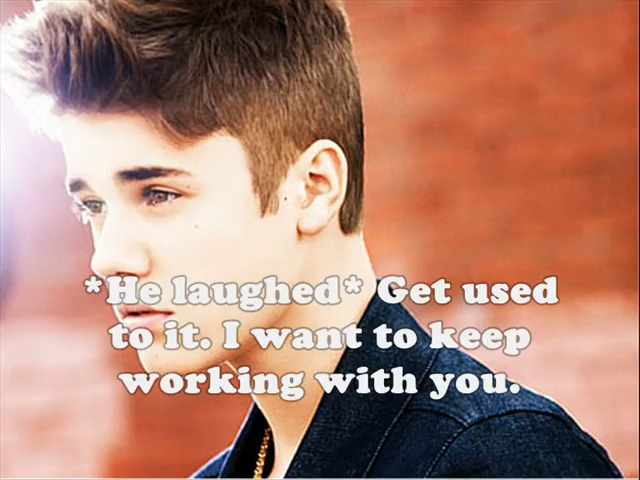 *He laughed* Get used
to it. I want to keep
working with you.